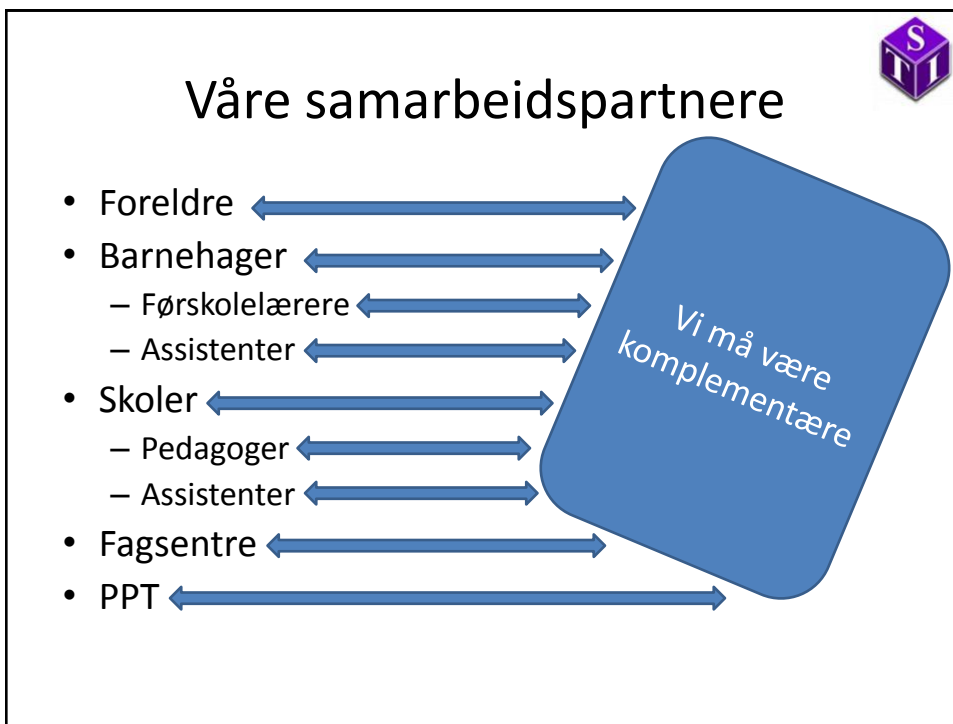 S
T I
Våre samarbeidspartnere
• Foreldre
• Barnehager
– Førskolelærere
– Assistenter
• Skoler
– Pedagoger
– Assistenter
• Fagsentre
• PPT
Vi må være
komplementære